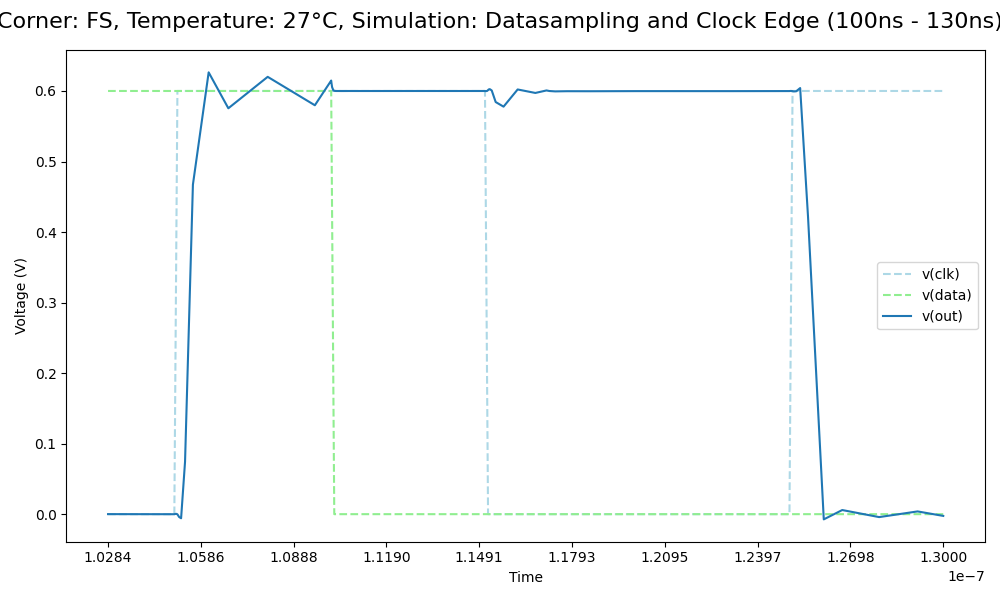 Corner: FS, Temperature: 27°C, Simulation: Datasampling and Clock Edge (100ns - 130ns)
0.6
0.5
0.4
0.3
0.2
0.1
0.0
Voltage (V)
v(clk)
v(data)
v(out)
1.0284 1.0586 1.0888 1.1190 1.1491 1.1793 1.2095 1.2397 1.2698 1.3000
1e−7
Time